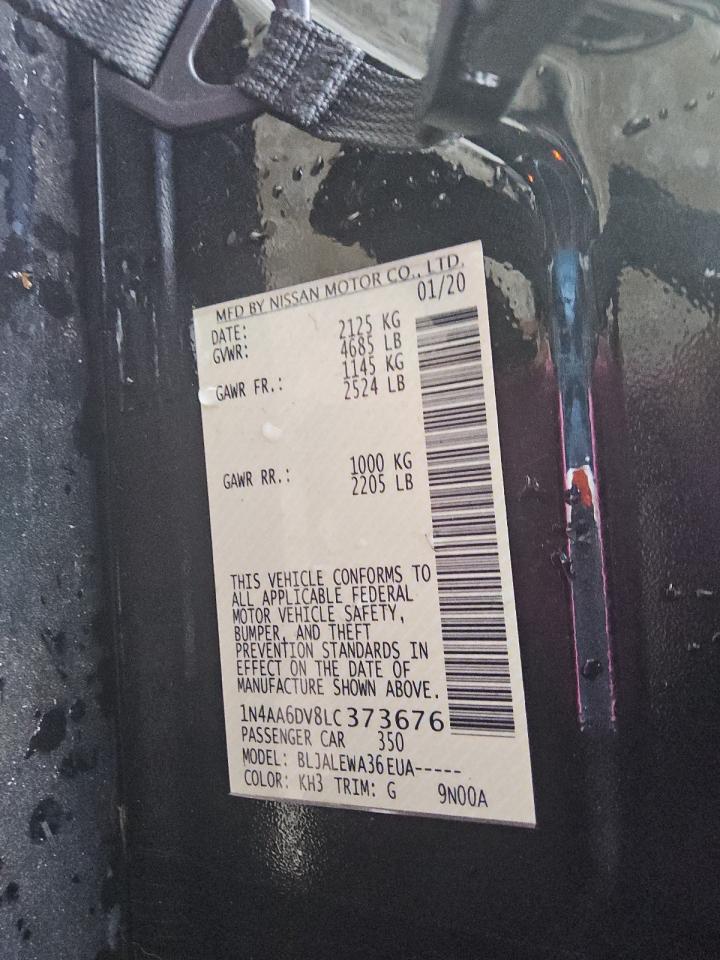 MFD BY NISSAN MOTOR CO., LTD.
DATE: 01/20
GVWR: 2125 KG
4685 LB
GAWR FR.: 1145 KG
2524 LB
GAWR RR.: 1000 KG
2205 LB
THIS VEHICLE CONFORMS TO
ALL APPLICABLE FEDERAL
MOTOR VEHICLE SAFETY,
BUMPER, AND THEFT
PREVENTION STANDARDS IN
EFFECT ON THE DATE OF
MANUFACTURE SHOWN ABOVE.
1N4AA6DV8LC373676
PASSENGER CAR 350
MODEL: BLJALEWA36EUA-----
COLOR: KH3 TRIM: G 9N00A